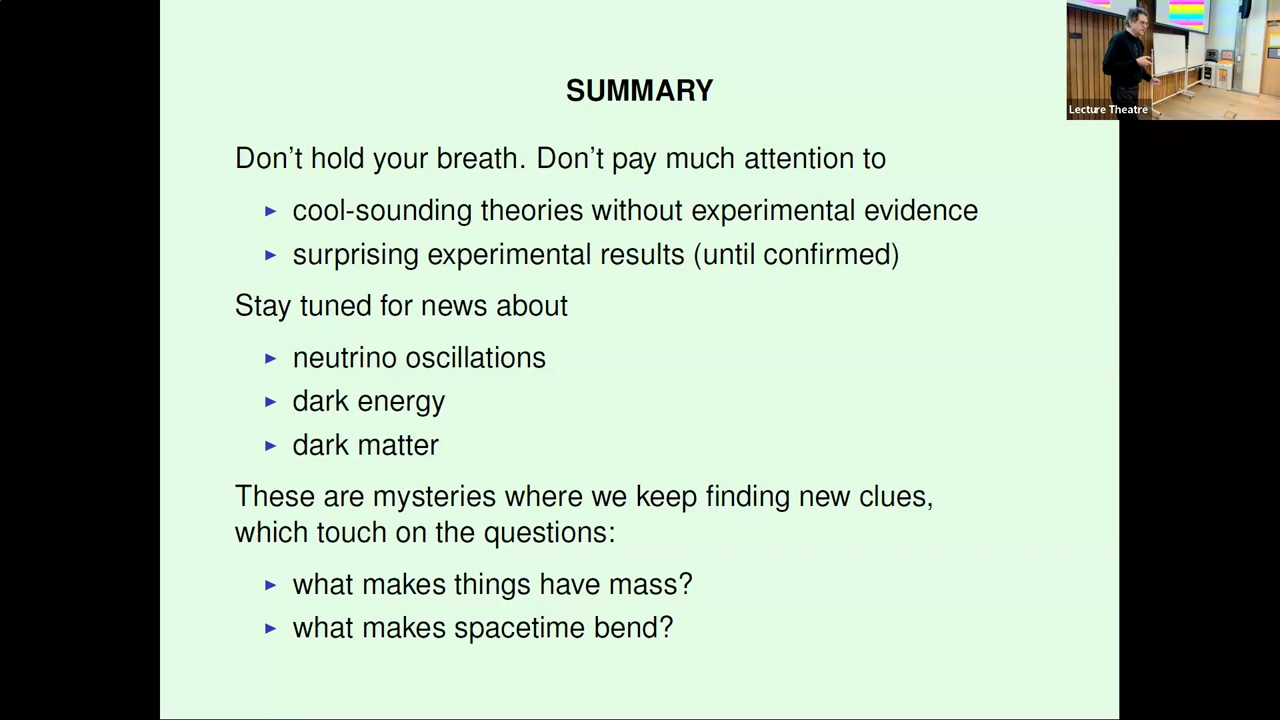 SUMMARY
Lecture Theatre
Don't hold your breath. Don't pay much attention to
▸ cool-sounding theories without experimental evidence
▸ surprising experimental results (until confirmed)
Stay tuned for news about
▸ neutrino oscillations
▸ dark energy
▸ dark matter
These are mysteries where we keep finding new clues,
which touch on the questions:
▸ what makes things have mass?
▸ what makes spacetime bend?